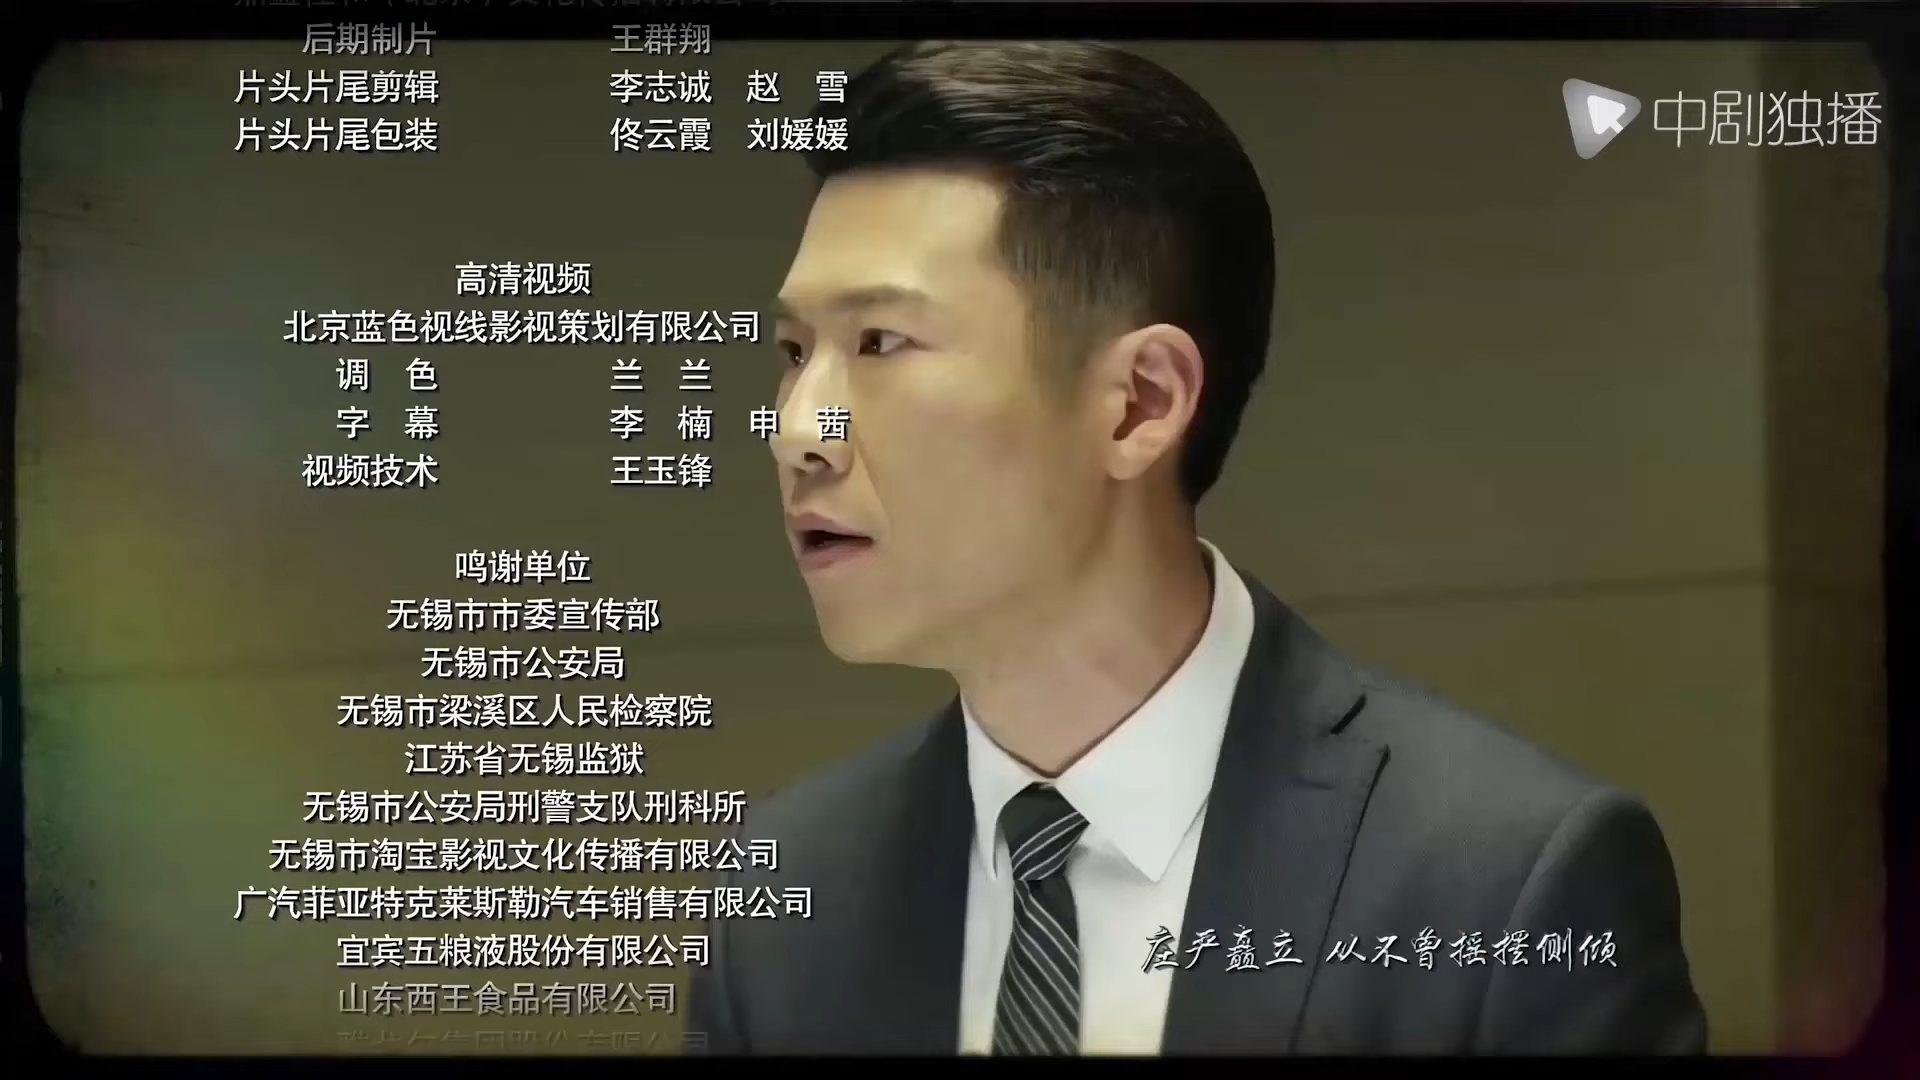 后期制片 王群翔
片头片尾剪辑 李志诚 赵 雪
片头片尾包装 佟云霞 刘媛媛
中剧独播
高清视频
北京蓝色视线影视策划有限公司
调 色 兰 兰
字 幕 李 楠 申 茜
视频技术 王玉锋
鸣谢单位
无锡市市委宣传部
无锡市公安局
无锡市梁溪区人民检察院
江苏省无锡监狱
无锡市公安局刑警支队刑科所
无锡市淘宝影视文化传播有限公司
广汽菲亚特克莱斯勒汽车销售有限公司
宜宾五粮液股份有限公司
庄严矗立 从不曾摇摆侧倾
山东西王食品有限公司